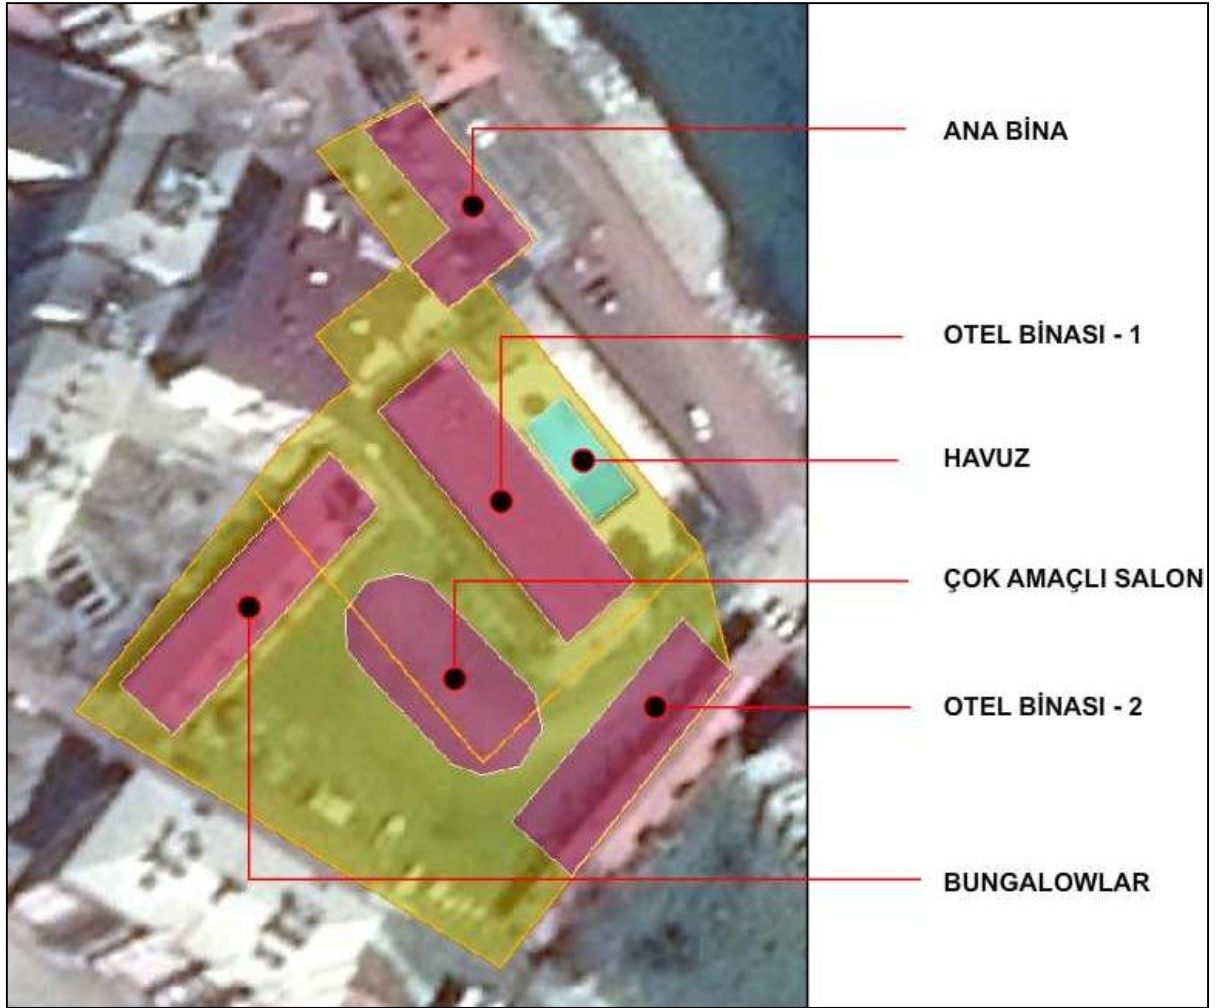 ANA BİNA
OTEL BİNASI - 1
HAVUZ
ÇOK AMAÇLI SALON
OTEL BİNASI - 2
BUNGALOWLAR